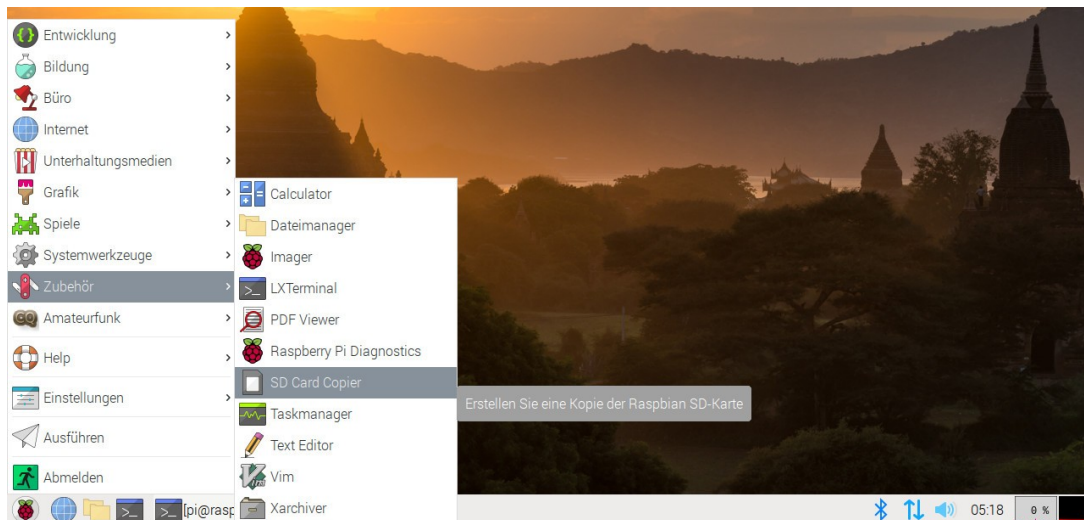 Entwicklung
Bildung
Büro
Internet
Unterhaltungsmedien
Grafik
Spiele
Systemwerkzeuge
Zubehör
Amateurfunk
Help
Einstellungen
Ausführen
Abmelden
Calculator
Dateimanager
Imager
LXTerminal
PDF Viewer
Raspberry Pi Diagnostics
SD Card Copier
Taskmanager
Text Editor
Vim
Xarchiver
Erstellen Sie eine Kopie der Raspbian SD-Karte
[pi@rasp
05:18
0 %